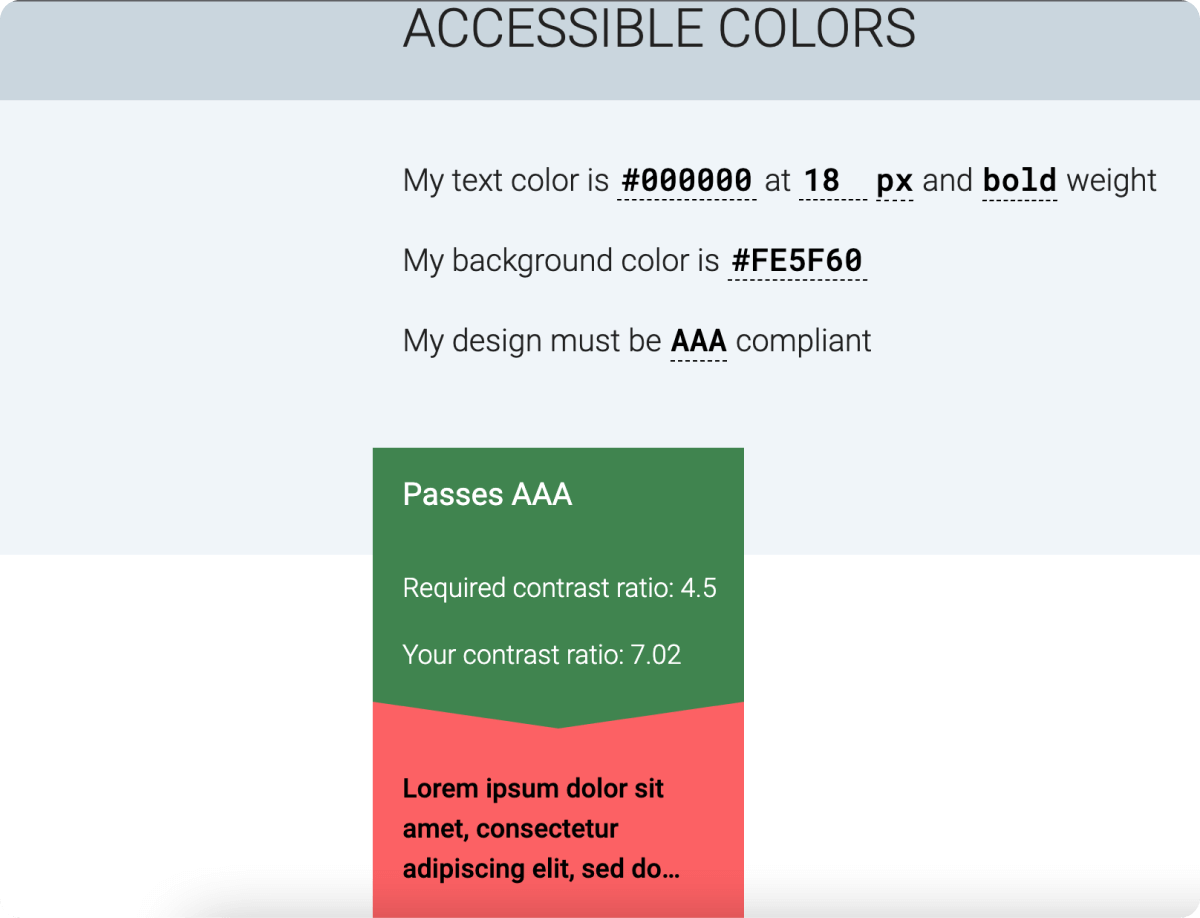 ACCESSIBLE COLORS
My text color is #000000 at 18 px and bold weight
My background color is #FE5F60
My design must be AAA compliant
Passes AAA
Required contrast ratio: 4.5
Your contrast ratio: 7.02
Lorem ipsum dolor sit
amet, consectetur
adipiscing elit, sed do...